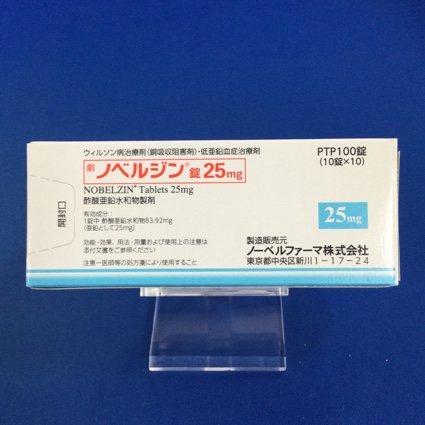 ウィルソン病治療剤(銅吸収阻害剤)・低亜鉛血症治療剤
PTP100錠
(10錠×10)
劇 ノベルジン®錠25mg
NOBELZIN® Tablets 25mg
酢酸亜鉛水和物製剤
25mg
開封口
有効成分:
1錠中 酢酸亜鉛水和物83.92mg
(亜鉛として25mg)
効能・効果、用法・用量および使用上の注意は
添付文書をご参照ください
注意-医師等の処方箋により使用すること
製造販売元
ノーベルファーマ株式会社
東京都中央区新川1-17-24